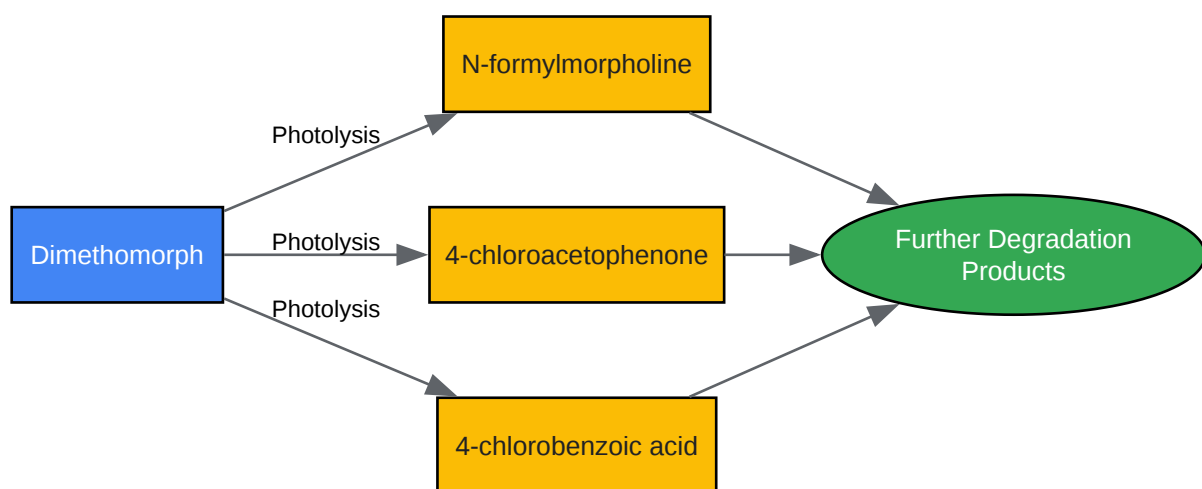 N-formylmorpholine
Photolysis
Dimethomorph
Photolysis
4-chloroacetophenone
Further Degradation
Products
Photolysis
4-chlorobenzoic acid